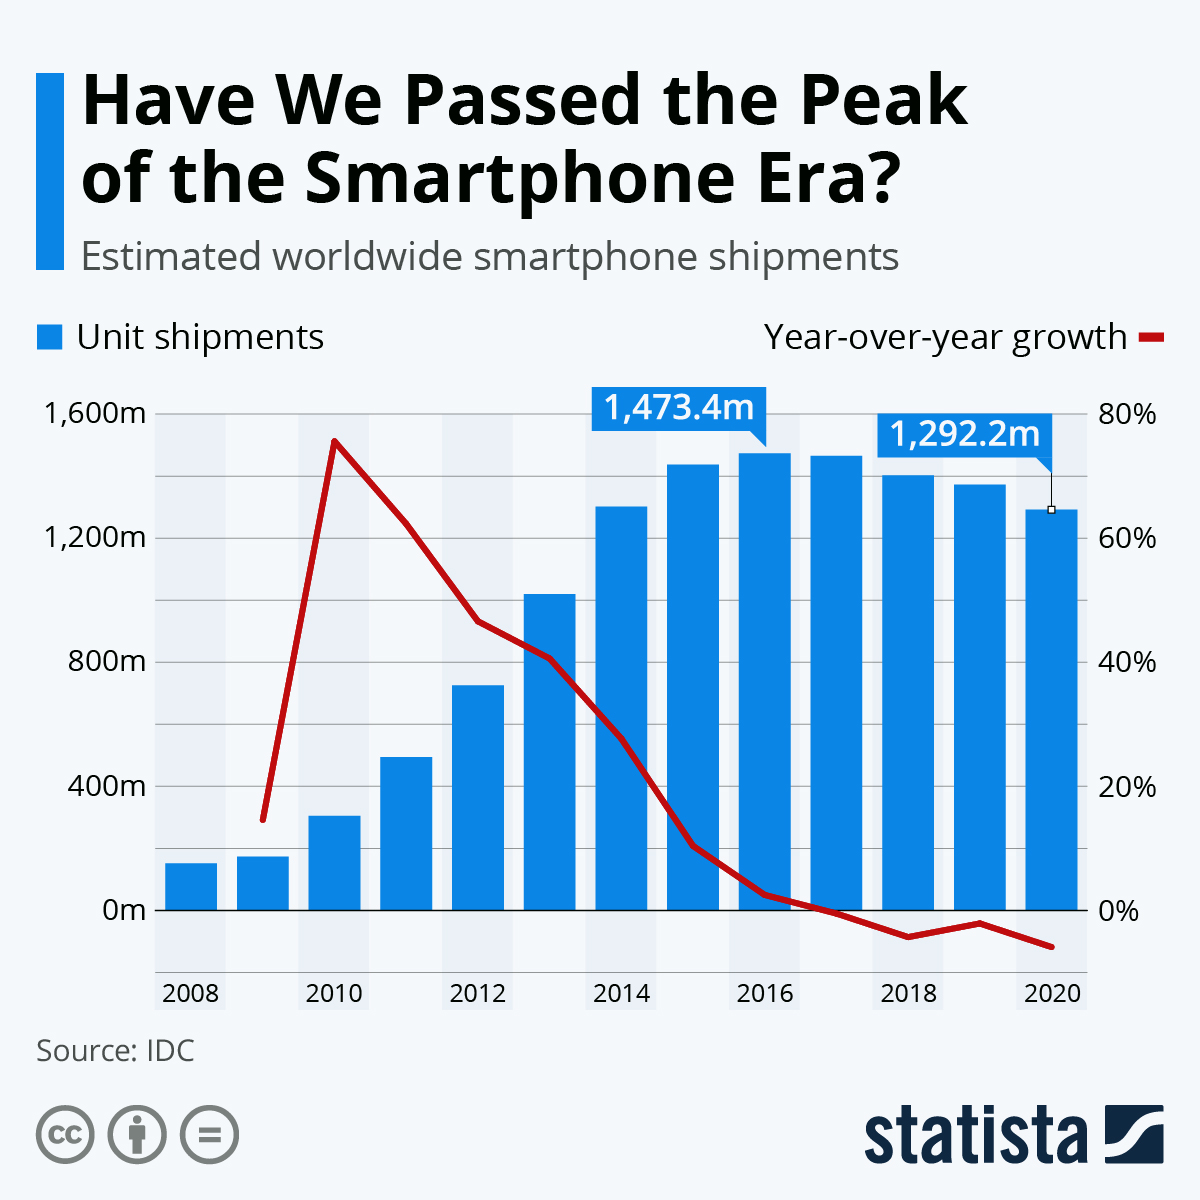 Have We Passed the Peak
of the Smartphone Era?
Estimated worldwide smartphone shipments
Unit shipments
Year-over-year growth
1,600m
1,473.4m
1,292.2m
80%
1,200m
60%
800m
40%
400m
20%
0m
0%
2008
2010
2012
2014
2016
2018
2020
Source: IDC
cc
statista